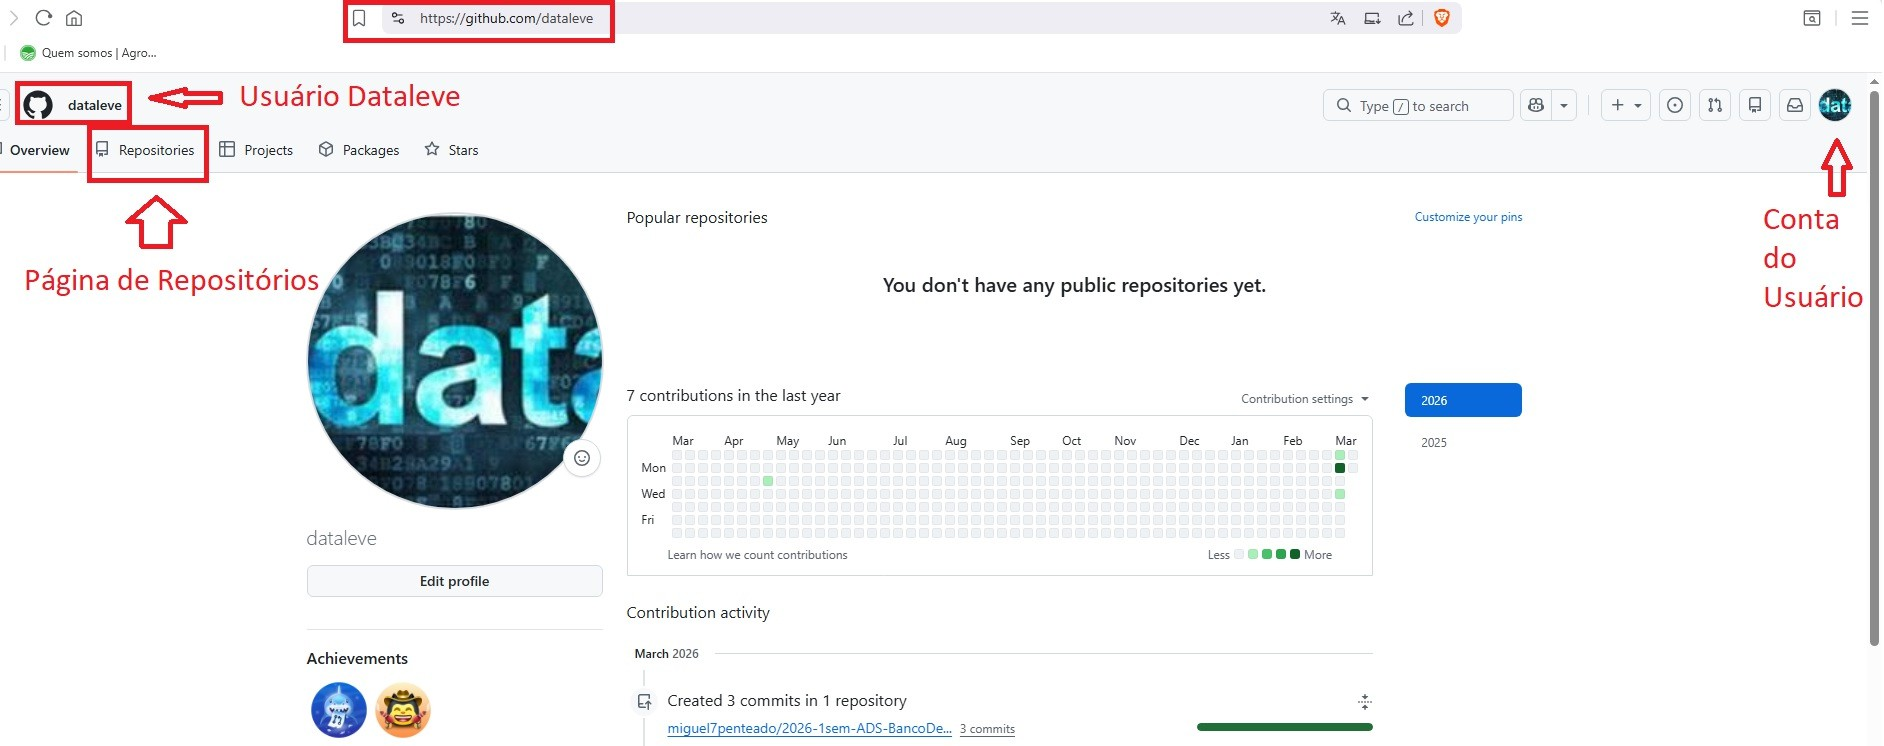 https://github.com/dataleve
Quem somos | Agro...
dataleve
Usuário Dataleve
Type / to search
Overview
Repositories
Projects
Packages
Stars
Página de Repositórios
Conta
do
Usuário
Popular repositories
Customize your pins
You don't have any public repositories yet.
data
7 contributions in the last year
Contribution settings
2026
2025
Mar Apr May Jun Jul Aug Sep Oct Nov Dec Jan Feb Mar
Mon
Wed
Fri
Learn how we count contributions
Less
More
dataleve
Edit profile
Achievements
Contribution activity
March 2026
Created 3 commits in 1 repository
miguel7penteado/2026-1sem-ADS-BancoDe...
3 commits